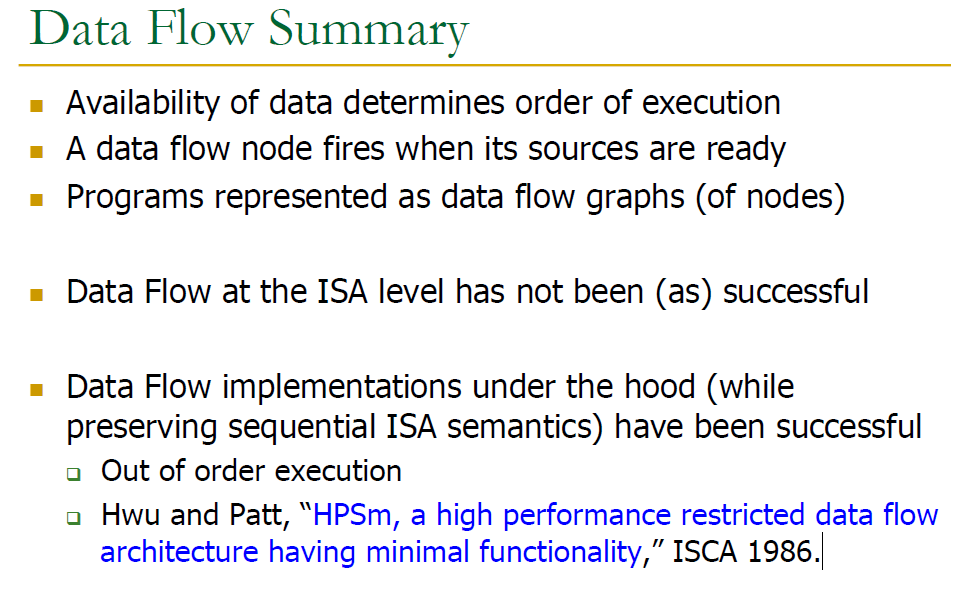 Data Flow Summary
Availability of data determines order of execution
A data flow node fires when its sources are ready
Programs represented as data flow graphs (of nodes)
Data Flow at the ISA level has not been (as) successful
Data Flow implementations under the hood (while
preserving sequential ISA semantics) have been successful
Out of order execution
Hwu and Patt, “HPSm, a high performance restricted data flow
architecture having minimal functionality,” ISCA 1986.